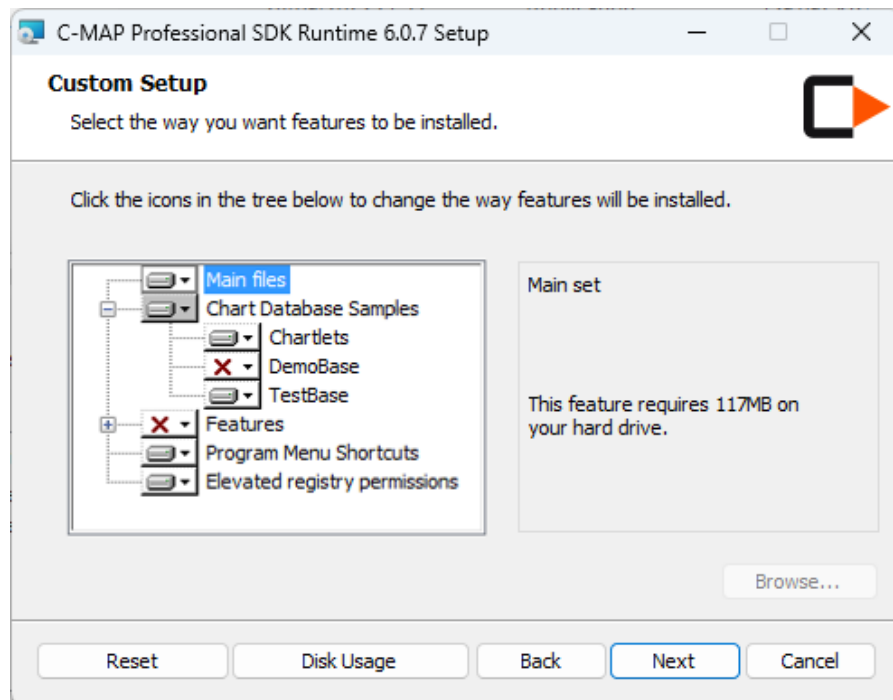 C-MAP Professional SDK Runtime 6.0.7 Setup
Custom Setup
Select the way you want features to be installed.
Click the icons in the tree below to change the way features will be installed.
Main files
Chart Database Samples
Chartlets
DemoBase
TestBase
Features
Program Menu Shortcuts
Elevated registry permissions
Main set
This feature requires 117MB on
your hard drive.
Browse...
Reset
Disk Usage
Back
Next
Cancel